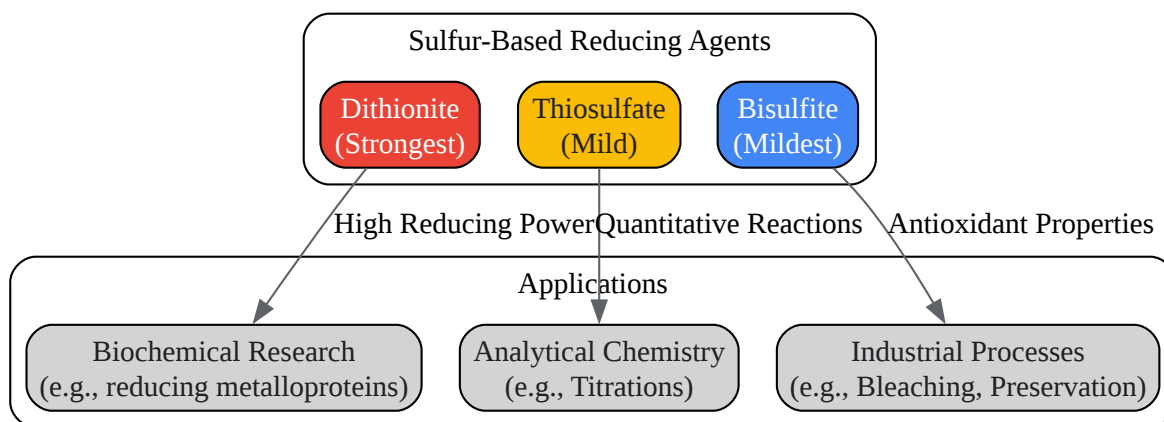 Sulfur-Based Reducing Agents
Dithionite
(Strongest)
Thiosulfate
(Mild)
Bisulfite
(Mildest)
High Reducing Power
Quantitative Reactions
Antioxidant Properties
Applications
Biochemical Research
(e.g., reducing metalloproteins)
Analytical Chemistry
(e.g., Titrations)
Industrial Processes
(e.g., Bleaching, Preservation)